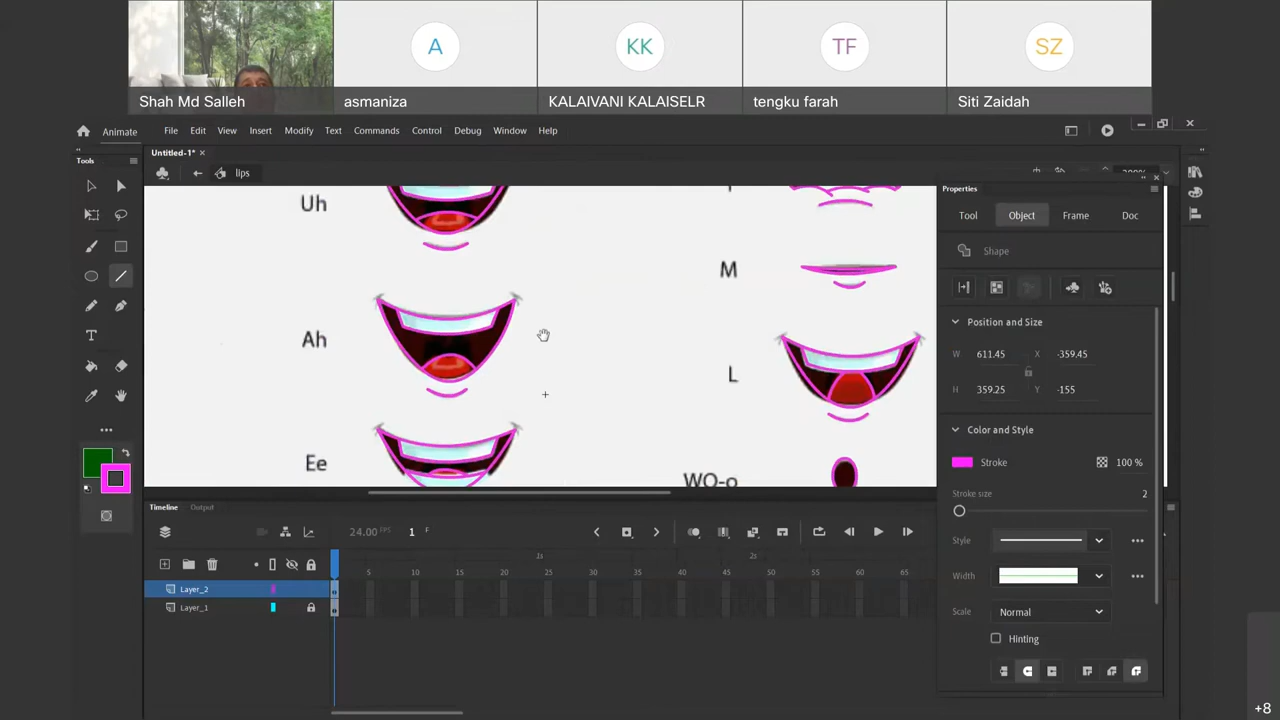 A
KK
TF
SZ
Shah Md Salleh
asmaniza
KALAIVANI KALAISELR
tengku farah
Siti Zaidah
Animate
File Edit View Insert Modify Text Commands Control Debug Window Help
Untitled-1*
Tools
lips
Properties
Tool
Object
Frame
Doc
Shape
Position and Size
W 611.45 X -359.45
H 359.25 Y -155
Color and Style
Stroke
100 %
Stroke size
2
Style
Width
Scale
Normal
Hinting
Uh
Ah
Ee
M
L
WO-o
T
Timeline
Output
24.00 FPS 1 F
1s 2s
5 10 15 20 25 30 35 40 45 50 55 60 65
Layer_2
Layer_1
+8